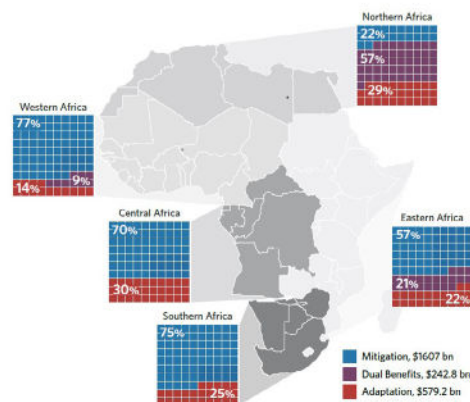 Northern Africa
22%
57%
29%
Western Africa
77%
14%
9%
Central Africa
70%
30%
Eastern Africa
57%
21%
22%
Southern Africa
75%
25%
Mitigation, $1607 bn
Dual Benefits, $242.8 bn
Adaptation, $579.2 bn